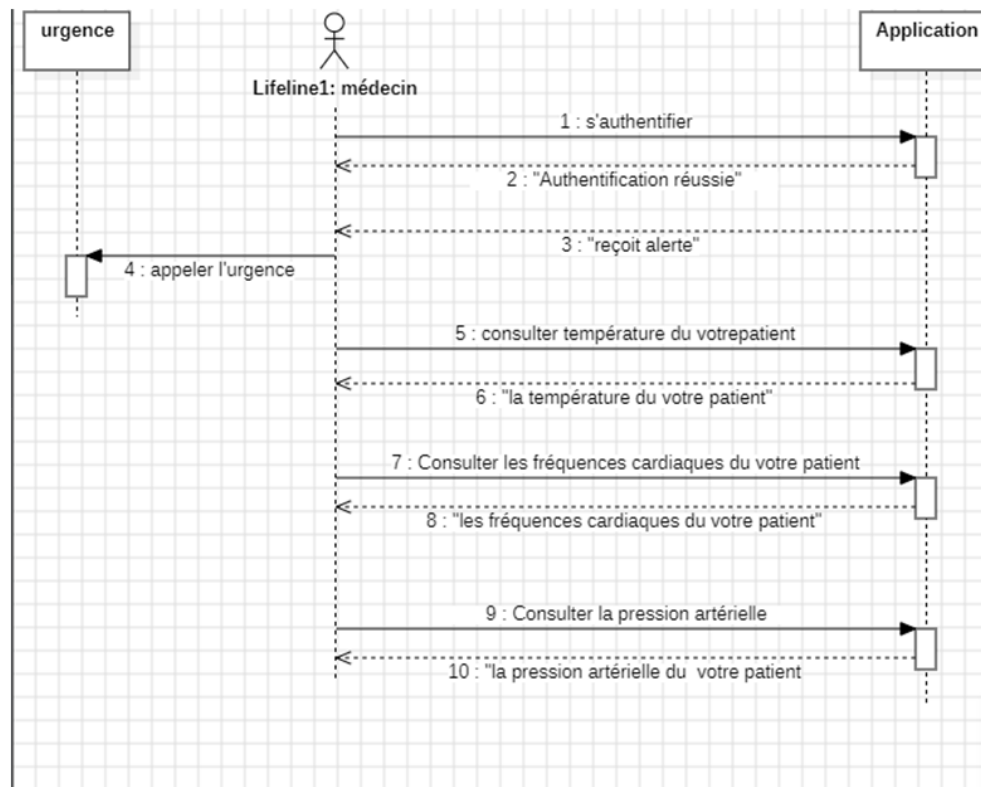 urgence
Application
Lifeline1: médecin
1 : s'authentifier
2 : "Authentification réussie"
3 : "reçoit alerte"
4 : appeler l'urgence
5 : consulter température du votrepatient
6 : "la température du votre patient"
7 : Consulter les fréquences cardiaques du votre patient
8 : "les fréquences cardiaques du votre patient"
9 : Consulter la pression artérielle
10 : "la pression artérielle du  votre patient